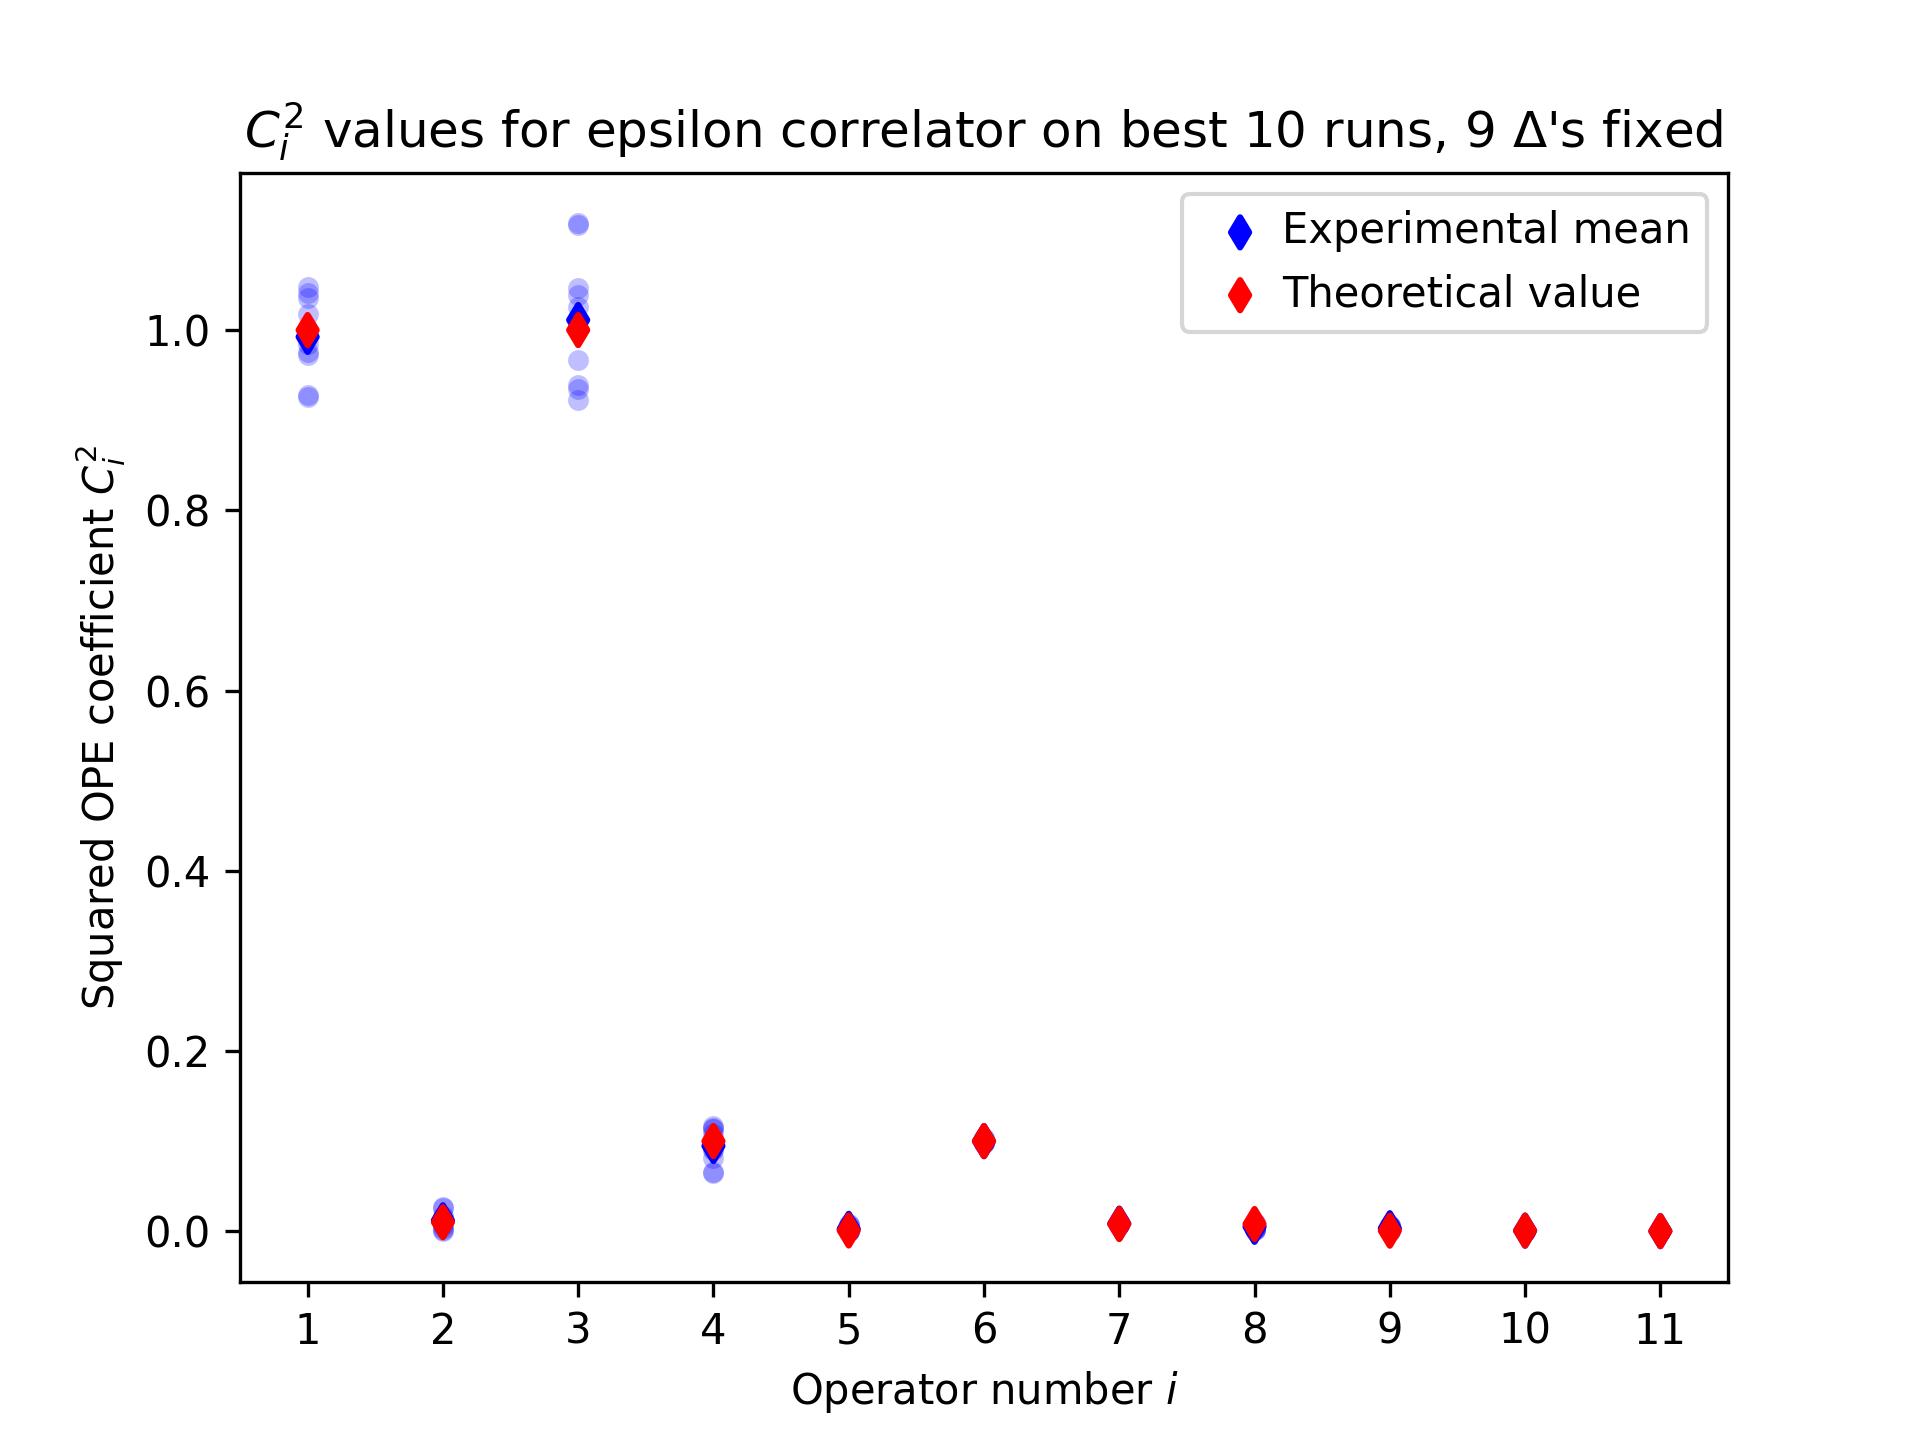 C_i^2 values for epsilon correlator on best 10 runs, 9 Δ's fixed
Experimental mean
Theoretical value
Squared OPE coefficient C_i^2
1.0
0.8
0.6
0.4
0.2
0.0
1 2 3 4 5 6 7 8 9 10 11
Operator number i